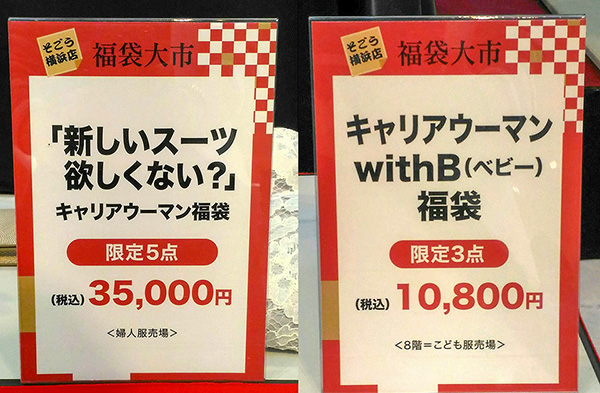 そごう
横浜店
福袋大市
「新しいスーツ
欲しくない?」
キャリアウーマン福袋
限定5点
(税込)35,000円
<婦人服売場>
そごう
横浜店
福袋大市
キャリアウーマン
withB(ベビー)
福袋
限定3点
(税込)10,800円
<8階=こども服売場>